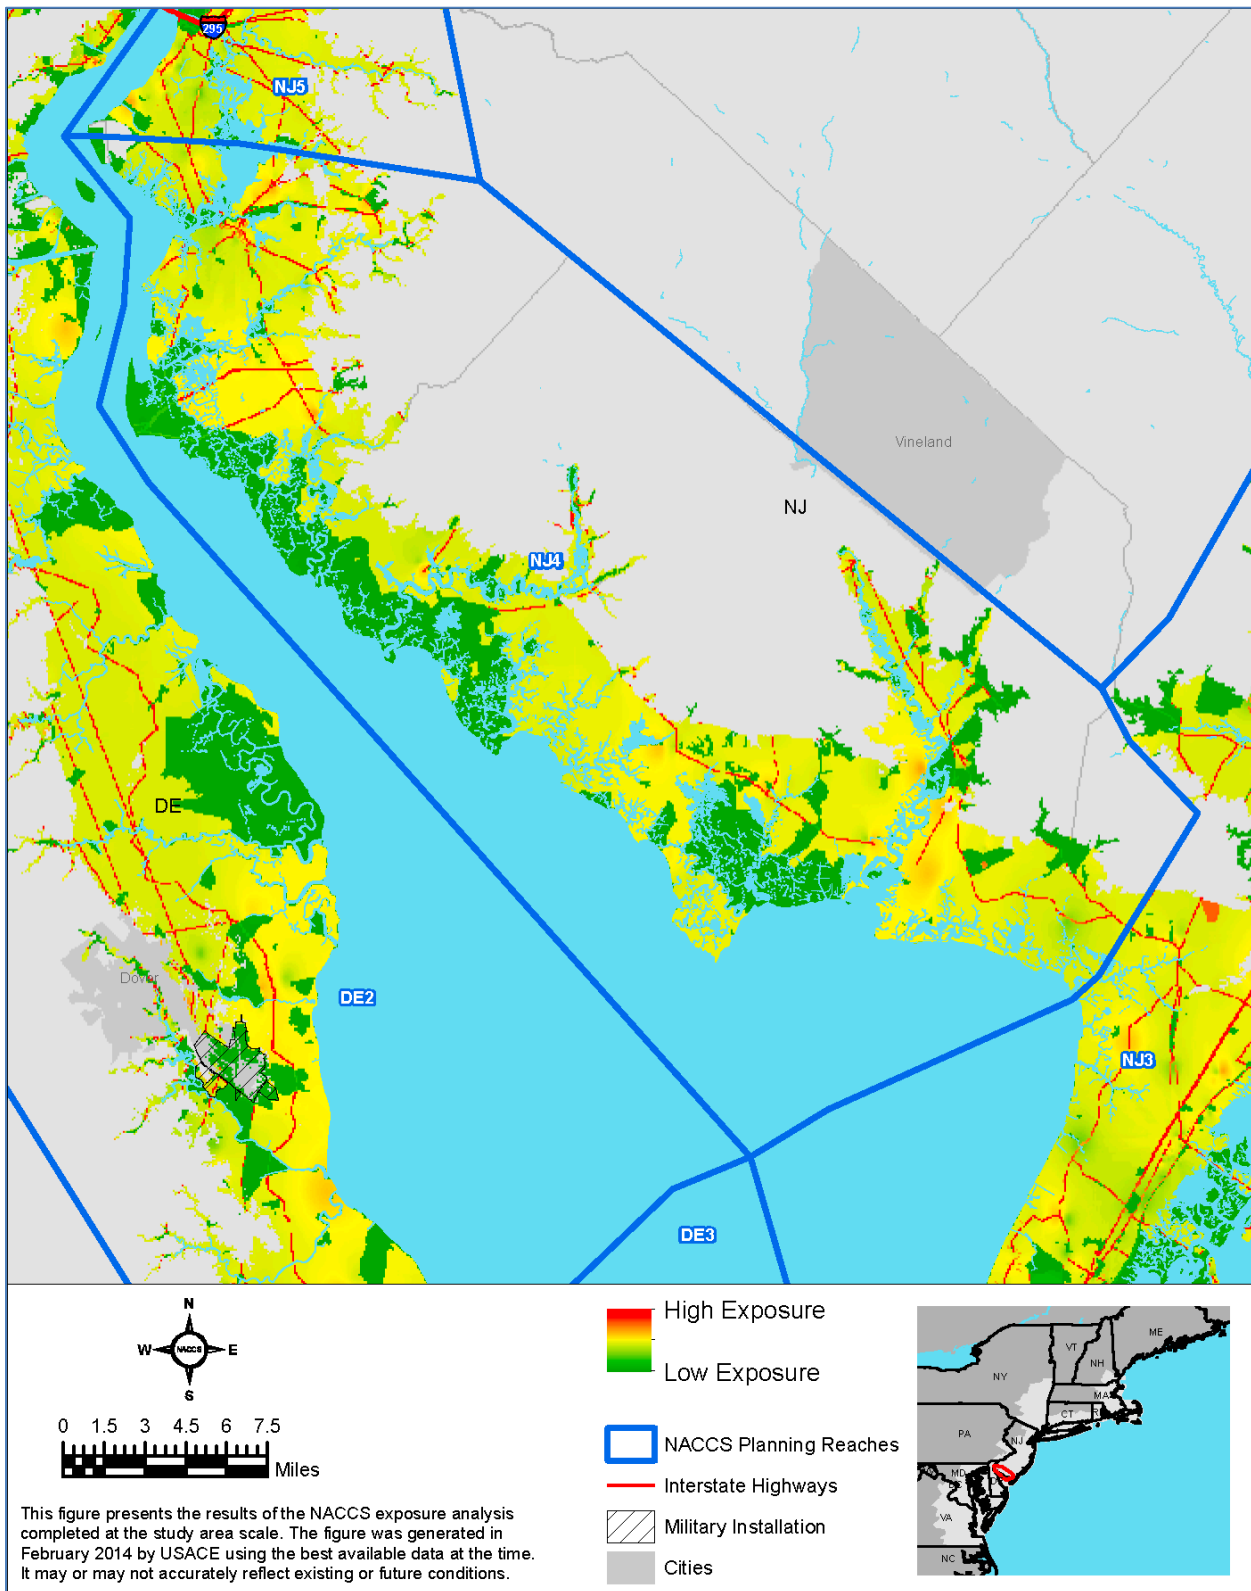 295
NJ5
Vineland
NJ
NJ4
DE
Dover
DE2
NJ3
DE3
N
W NACCS E
S
0 1.5 3 4.5 6 7.5
Miles
This figure presents the results of the NACCS exposure analysis
completed at the study area scale. The figure was generated in
February 2014 by USACE using the best available data at the time.
It may or may not accurately reflect existing or future conditions.
High Exposure
Low Exposure
NACCS Planning Reaches
Interstate Highways
Military Installation
Cities
ME
VT
NH
NY
MA
CT
PA
NJ
MD
VA
NC